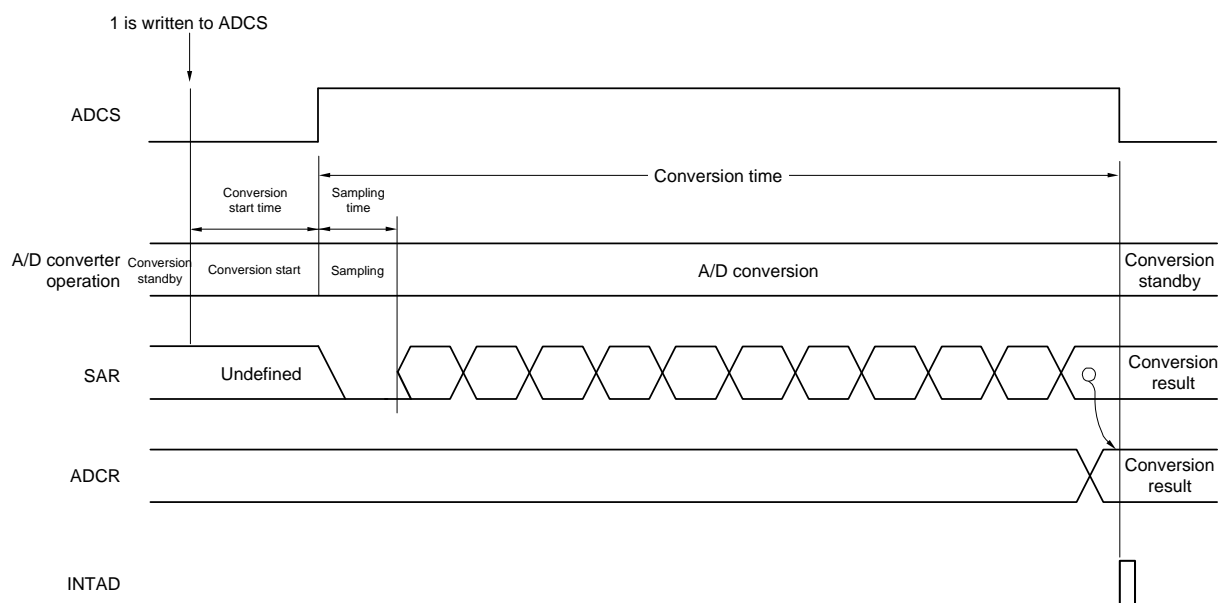 1 is written to ADCS
ADCS
Conversion time
Conversion
start time
Sampling
time
A/D converter
operation
Conversion
standby
Conversion start
Sampling
A/D conversion
Conversion
standby
SAR
Undefined
Conversion
result
ADCR
Conversion
result
INTAD